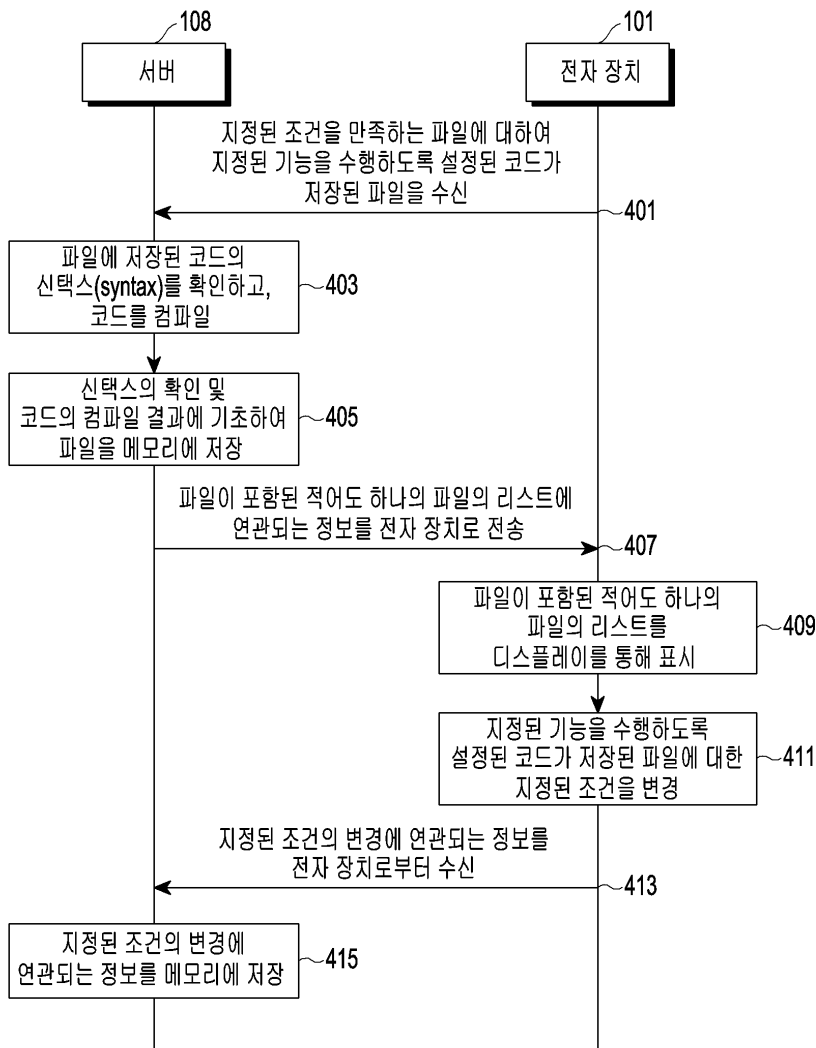 108
서버
101
전자 장치
지정된 조건을 만족하는 파일에 대하여
지정된 기능을 수행하도록 설정된 코드가
저장된 파일을 수신
401
파일에 저장된 코드의
신택스(syntax)를 확인하고,
코드를 컴파일
403
신택스의 확인 및
코드의 컴파일 결과에 기초하여
파일을 메모리에 저장
405
파일이 포함된 적어도 하나의 파일의 리스트에
연관되는 정보를 전자 장치로 전송
407
파일이 포함된 적어도 하나의
파일의 리스트를
디스플레이를 통해 표시
409
지정된 기능을 수행하도록
설정된 코드가 저장된 파일에 대한
지정된 조건을 변경
411
지정된 조건의 변경에 연관되는 정보를
전자 장치로부터 수신
413
지정된 조건의 변경에
연관되는 정보를 메모리에 저장
415